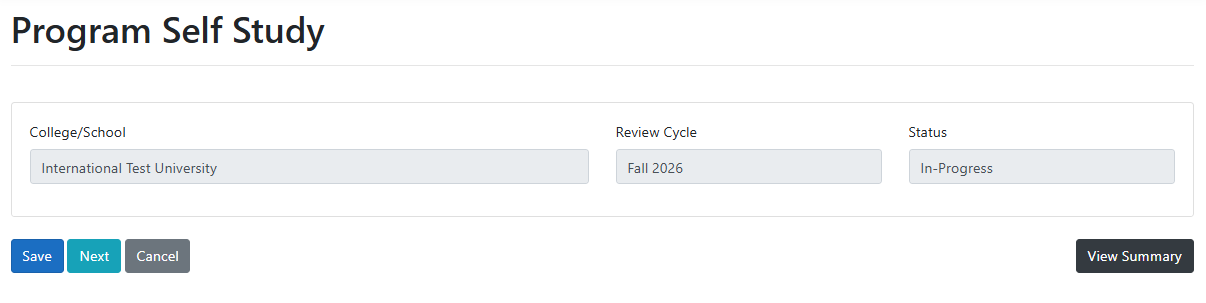 Program Self Study
College/School Review Cycle Status
International Test University Fall 2026 In-Progress
Save Next Cancel View Summary